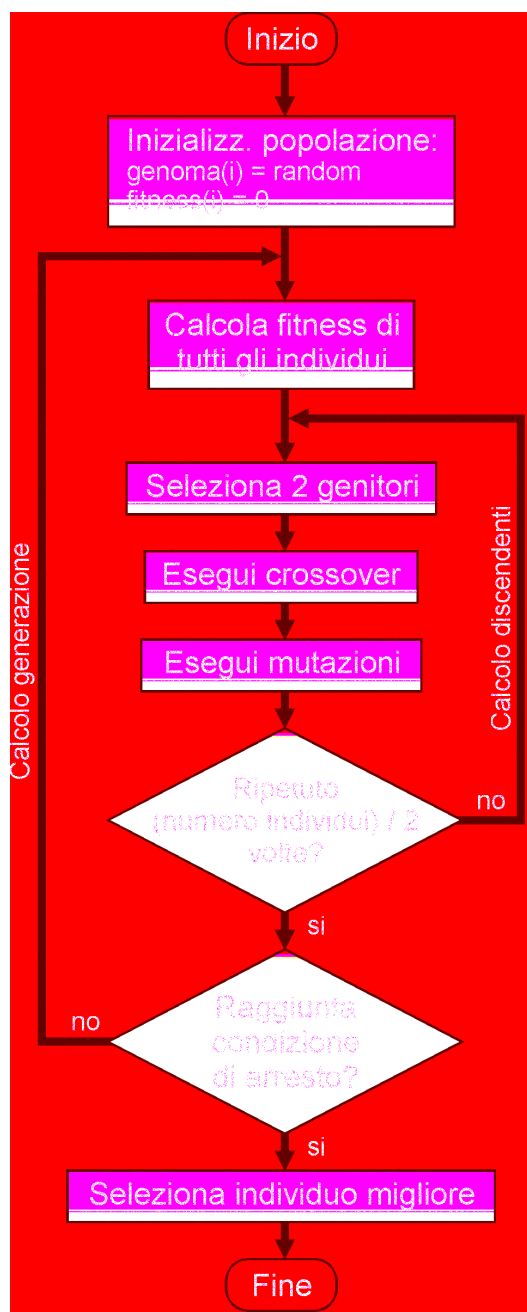 Inizio
Inizializz. popolazione:
genoma(i) = random
fitness(i) = 0
Calcola fitness di
tutti gli individui
Seleziona 2 genitori
Esegui crossover
Esegui mutazioni
Calcolo generazione
Calcolo discendenti
Ripetuto
(numero individui) / 2
volte?
no
si
Raggiunta
condizione
di arresto?
no
si
Seleziona individuo migliore
Fine